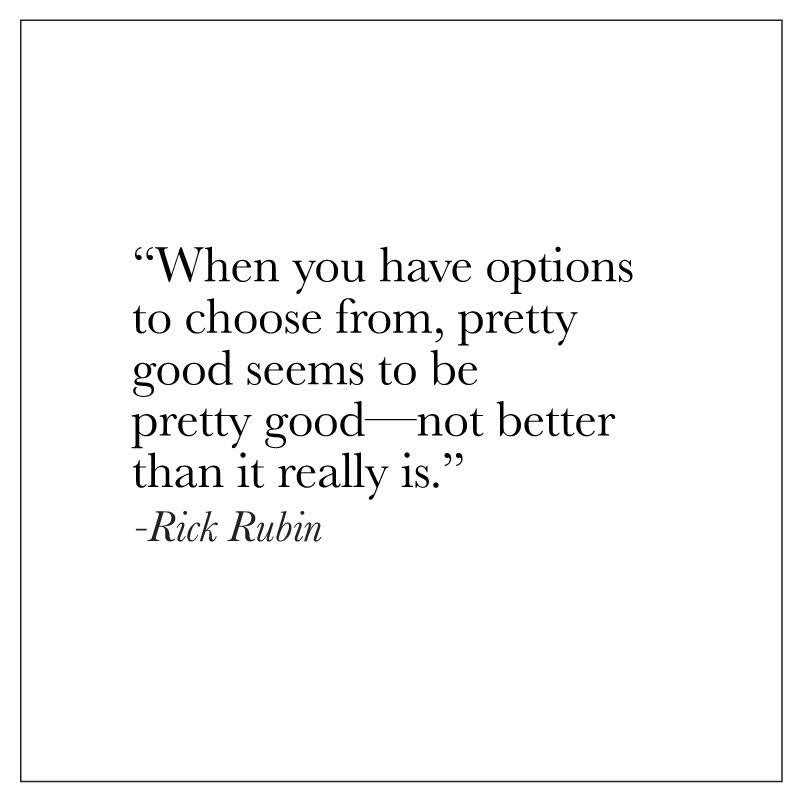 “When you have options
to choose from, pretty
good seems to be
pretty good—not better
than it really is.”
-Rick Rubin